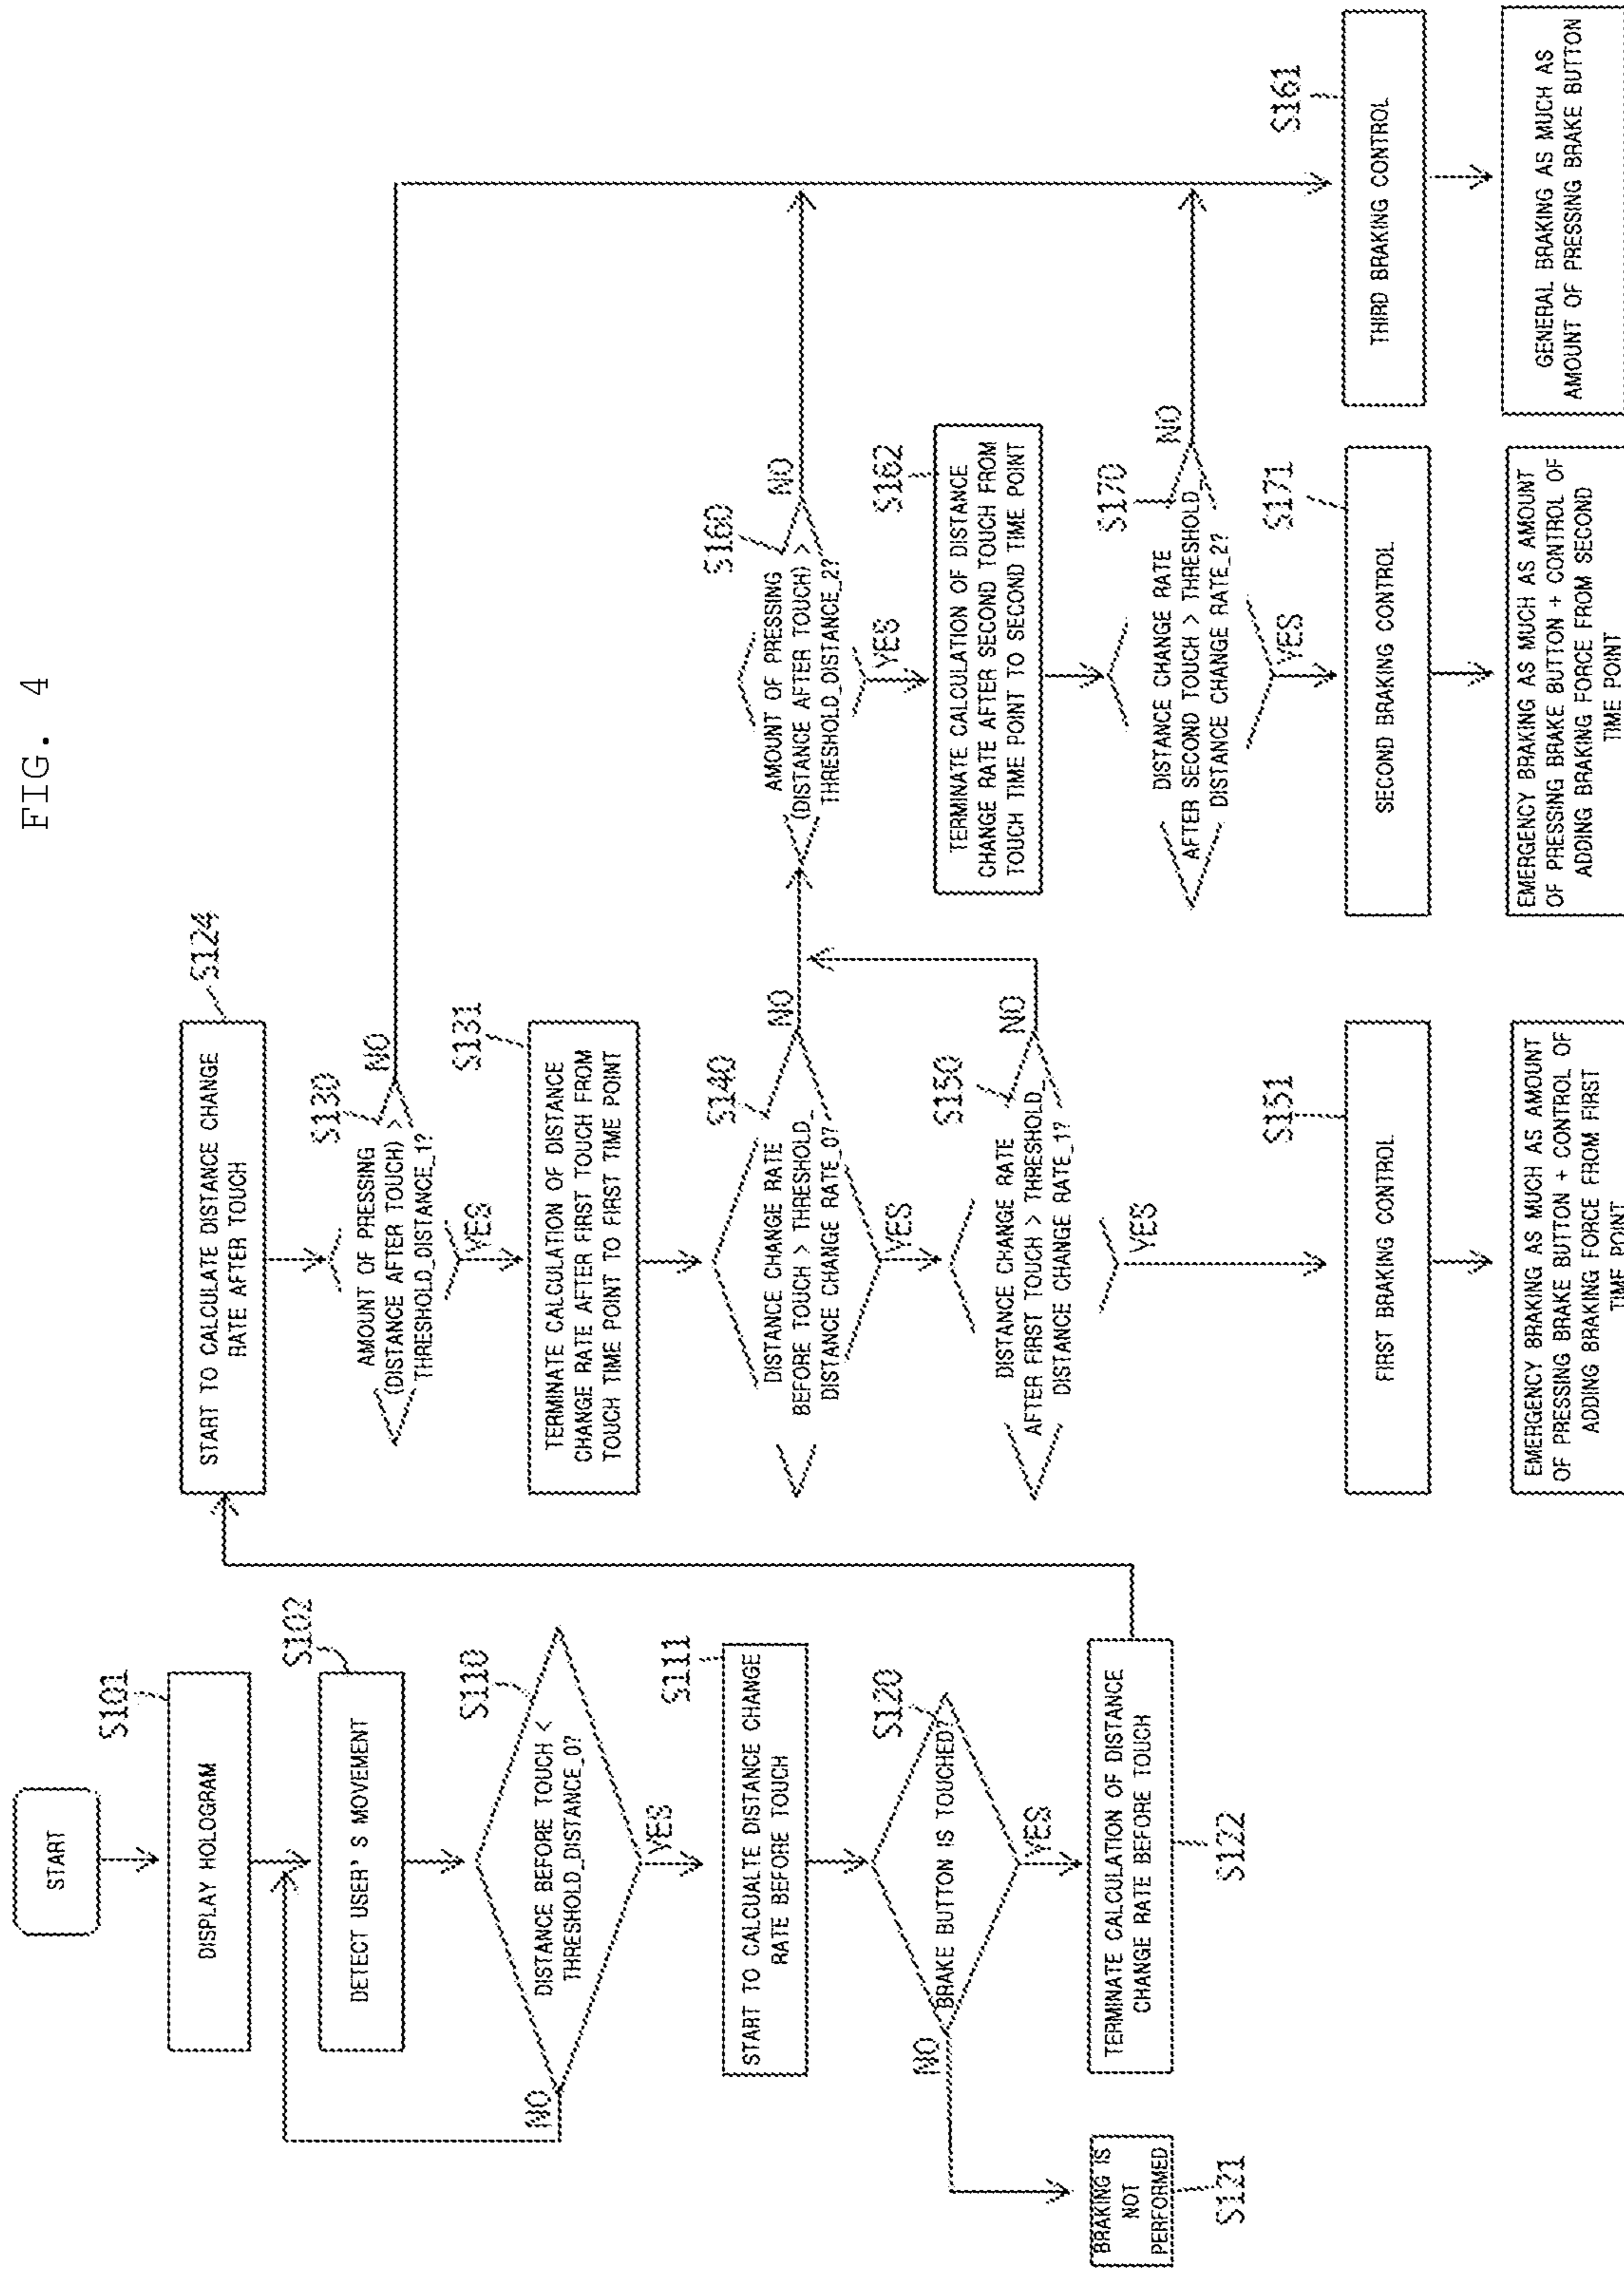 FIG. 4
START
S101
DISPLAY HOLOGRAM
S102
DETECT USER'S MOVEMENT
S110
DISTANCE BEFORE TOUCH <
THRESHOLD_DISTANCE_0?
NO
YES
S111
START TO CALCUALTE DISTANCE CHANGE
RATE BEFORE TOUCH
S120
BRAKE BUTTON IS TOUCHED?
NO
YES
BRAKING IS
NOT
PERFORMED
S121
TERMINATE CALCULATION OF DISTANCE
CHANGE RATE BEFORE TOUCH
S122
S124
START TO CALCULATE DISTANCE CHANGE
RATE AFTER TOUCH
S130
AMOUNT OF PRESSING
(DISTANCE AFTER TOUCH) >
THRESHOLD_DISTANCE_1?
NO
YES
S131
TERMINATE CALCULATION OF DISTANCE
CHANGE RATE AFTER FIRST TOUCH FROM
TOUCH TIME POINT TO FIRST TIME POINT
S140
DISTANCE CHANGE RATE
BEFORE TOUCH > THRESHOLD_
DISTANCE CHANGE RATE_0?
NO
YES
S150
DISTANCE CHANGE RATE
AFTER FIRST TOUCH > THRESHOLD_
DISTANCE CHANGE RATE_1?
NO
YES
S151
FIRST BRAKING CONTROL
EMERGENCY BRAKING AS MUCH AS AMOUNT
OF PRESSING BRAKE BUTTON + CONTROL OF
ADDING BRAKING FORCE FROM FIRST
TIME POINT
S160
AMOUNT OF PRESSING
(DISTANCE AFTER TOUCH) >
THRESHOLD_DISTANCE_2?
NO
YES
S162
TERMINATE CALCULATION OF DISTANCE
CHANGE RATE AFTER SECOND TOUCH FROM
TOUCH TIME POINT TO SECOND TIME POINT
S170
DISTANCE CHANGE RATE
AFTER SECOND TOUCH > THRESHOLD_
DISTANCE CHANGE RATE_2?
NO
YES
S171
SECOND BRAKING CONTROL
EMERGENCY BRAKING AS MUCH AS AMOUNT
OF PRESSING BRAKE BUTTON + CONTROL OF
ADDING BRAKING FORCE FROM SECOND
TIME POINT
S161
THIRD BRAKING CONTROL
GENERAL BRAKING AS MUCH AS
AMOUNT OF PRESSING BRAKE BUTTON